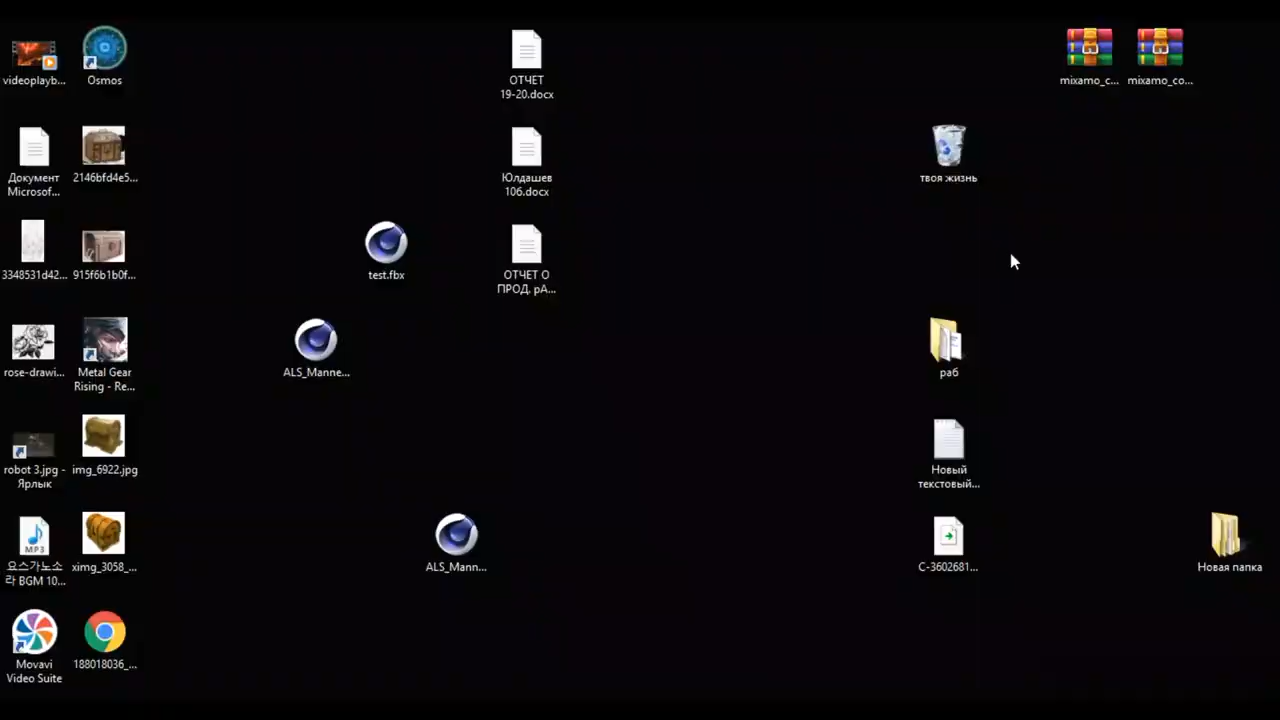 videoplayb...
Osmos
ОТЧЕТ
19-20.docx
mixamo_c...
mixamo_co...
Документ
Microsof...
2146bfd4e5...
Юлдашев
106.docx
твоя жизнь
3348531d42...
915f6b1b0f...
test.fbx
ОТЧЕТ О
ПРОД. рА...
rose-drawi...
Metal Gear
Rising - Re...
ALS_Manne...
раб
robot 3.jpg -
Ярлык
img_6922.jpg
Новый
текстовый...
MP3
요스가노소
라 BGM 10...
ximg_3058_...
ALS_Mann...
C-3602681...
Новая папка
Movavi
Video Suite
188018036_...